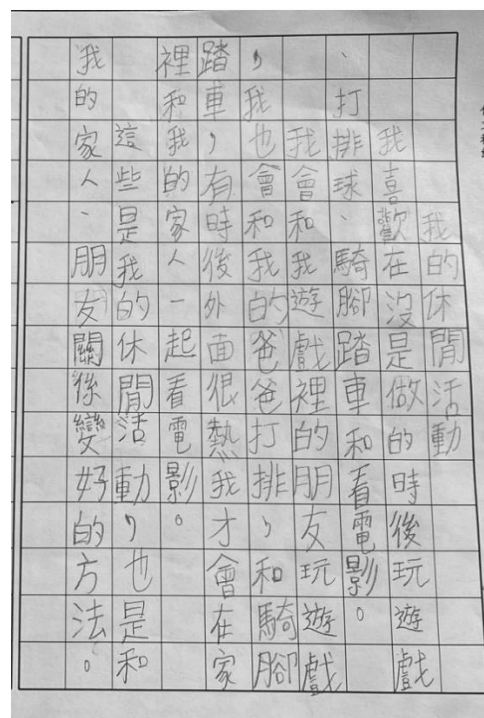 我的休閒活動
我喜歡在沒是做的時後玩遊戲
、打排球、騎腳踏車和看電影。
我會和我遊戲裡的朋友玩遊戲
，我也會和我的爸爸打排，和騎腳
踏車，有時後外面很熱我才會在家
裡和我的家人一起看電影。
這些是我的休閒活動，也是和
我的家人、朋友關係變好的方法。